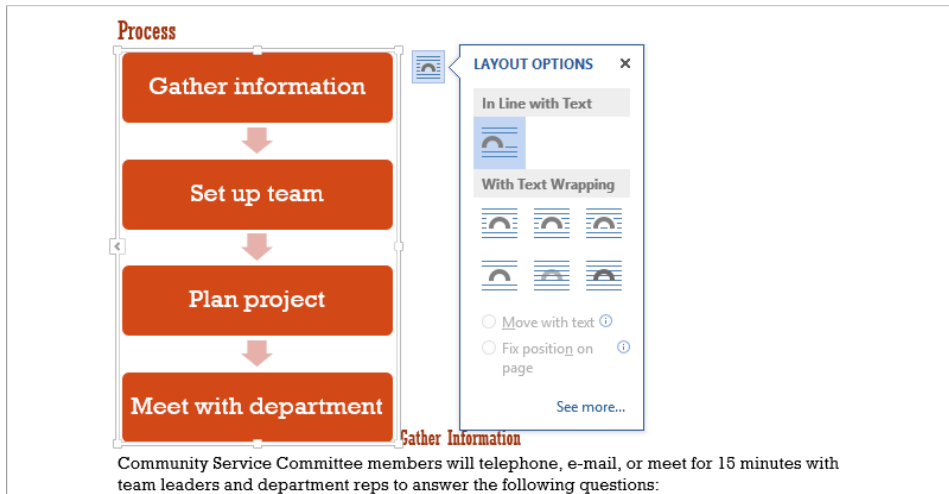 Process
Gather information
Set up team
Plan project
Meet with department
LAYOUT OPTIONS
In Line with Text
With Text Wrapping
Move with text
Fix position on
page
See more...
Gather Information
Community Service Committee members will telephone, e-mail, or meet for 15 minutes with
team leaders and department reps to answer the following questions: